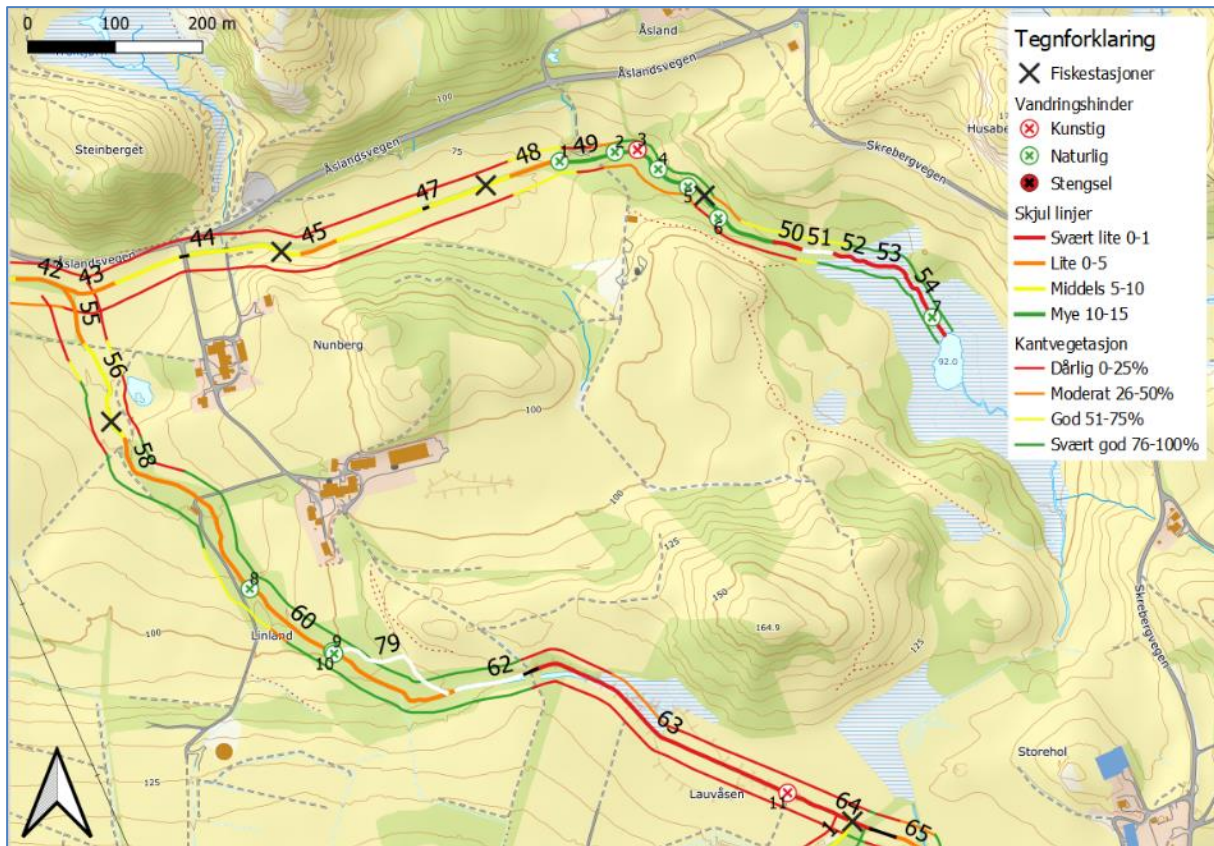 0 100 200 m
Tegnforklaring
Fiskestasjoner
Vandringshinder
Kunstig
Naturlig
Stengsel
Skjul linjer
Svært lite 0-1
Lite 0-5
Middels 5-10
Mye 10-15
Kantvegetasjon
Dårlig 0-25%
Moderat 26-50%
God 51-75%
Svært god 76-100%
Åsland
Åslandsvegen
100
Steinberget
Åslandsvegen
75
Skrebergvegen
48
49
1
2
3
4
5
6
47
44
45
Åslandsvegen
42
43
50
51
52
53
54
7
92.0
55
56
Nunberg
100
58
100
125
150
164.9
125
Skrebergvegen
8
60
Linland
100
9
10
79
62
63
Storehol
125
Lauvåsen
11
64
1
65